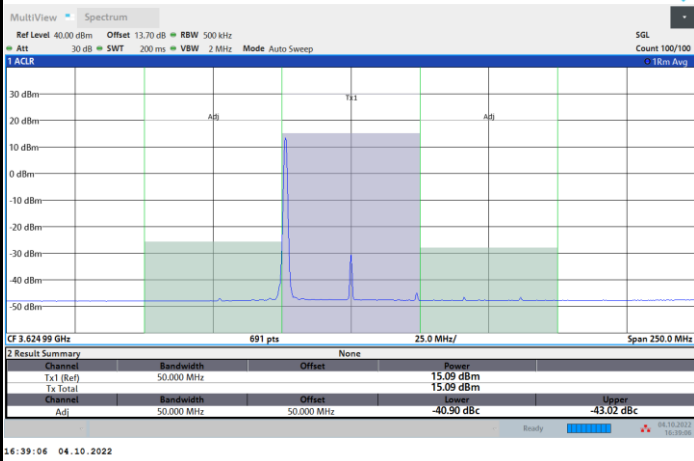 MultiView Spectrum
Ref Level 40.00 dBm Offset 13.70 dB RBW 500 kHz SGL
Att 30 dB SWT 200 ms VBW 2 MHz Mode Auto Sweep Count 100/100
1 ACLR 1Rm Avg
30 dBm
Tx1
20 dBm Adj Adj
10 dBm
0 dBm
-10 dBm
-20 dBm
-30 dBm
-40 dBm
-50 dBm
CF 3.62499 GHz 691 pts 25.0 MHz/ Span 250.0 MHz
2 Result Summary None
Channel Bandwidth Offset Power
Tx1 (Ref) 50.000 MHz 15.09 dBm
Tx Total 15.09 dBm
Channel Bandwidth Offset Lower Upper
Adj 50.000 MHz 50.000 MHz -40.90 dBc -43.02 dBc
Ready 04.10.2022
16:39:06
16:39:06 04.10.2022